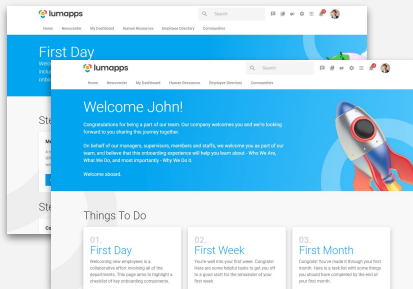 lumapps
Search
Home Newscenter My Dashboard Human Resources Employee Directory Communities
First Day
lumapps
Search
Home Newscenter My Dashboard Human Resources Employee Directory Communities
Welcome John!
Congratulations for being a part of our team. Our company welcomes you and we're looking
forward to you sharing this journey together.
On behalf of our managers, supervisors, members and staffs, we welcome you as part of our
team, and believe that this onboarding experience will help you learn about - Who We Are,
What We Do, and most importantly - Why We Do it.
Welcome aboard.
Things To Do
01.
First Day
Welcoming new employees is a
collaborative effort involving all of the
departments. This page aims to highlight a
checklist of key onboarding components.
02.
First Week
You're well into your first week. Congrats!
Here are some helpful tasks to get you off
to a good start for the remainder of your
first week.
03.
First Month
Congrats! You've made it through your first
month. Here is a task list with some things
you should have completed by the end of
your first month.